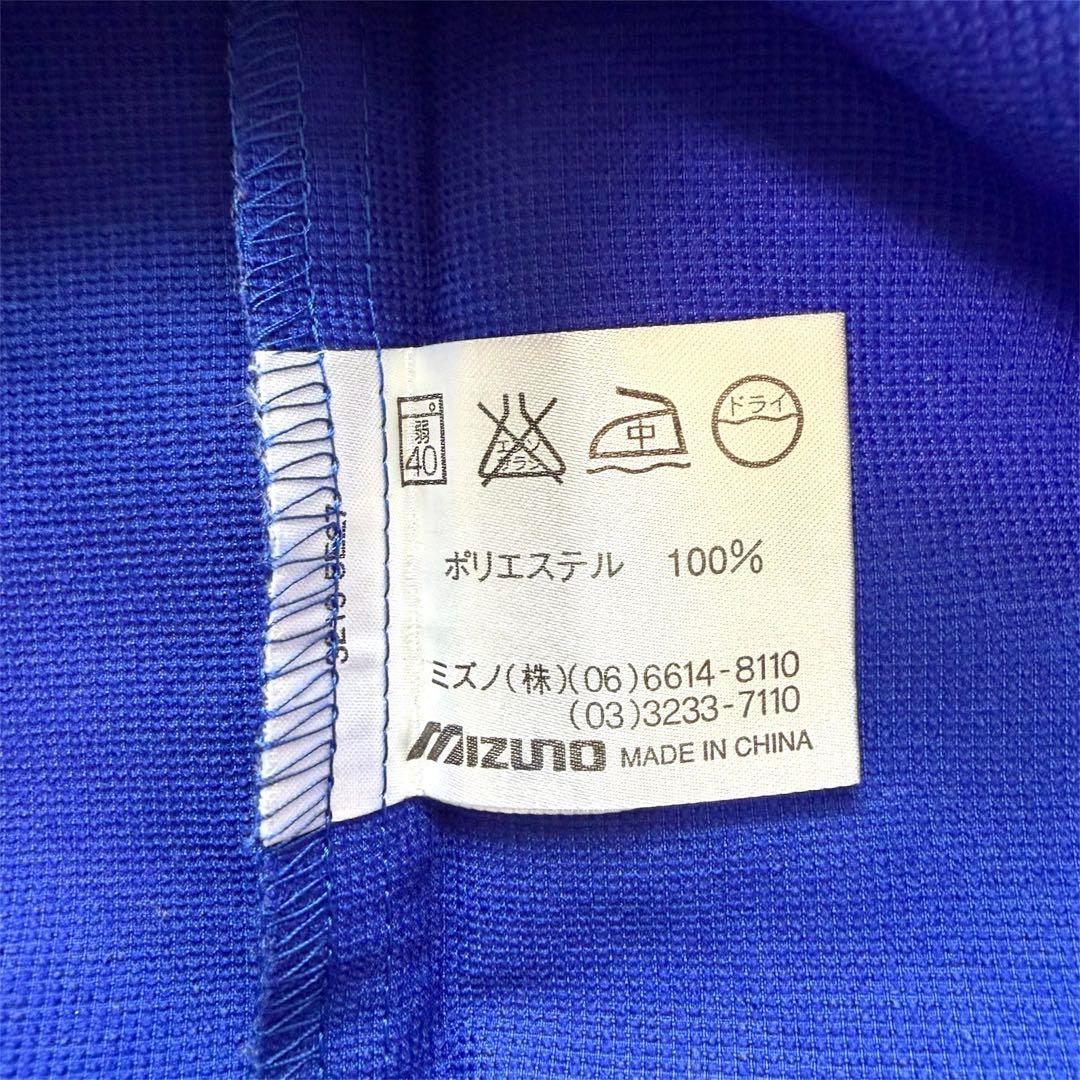 弱
40
エンソ
サラシ
中
ドライ
ポリエステル 100%
ミズノ(株)(06)6614-8110
(03)3233-7110
MIZUNO MADE IN CHINA